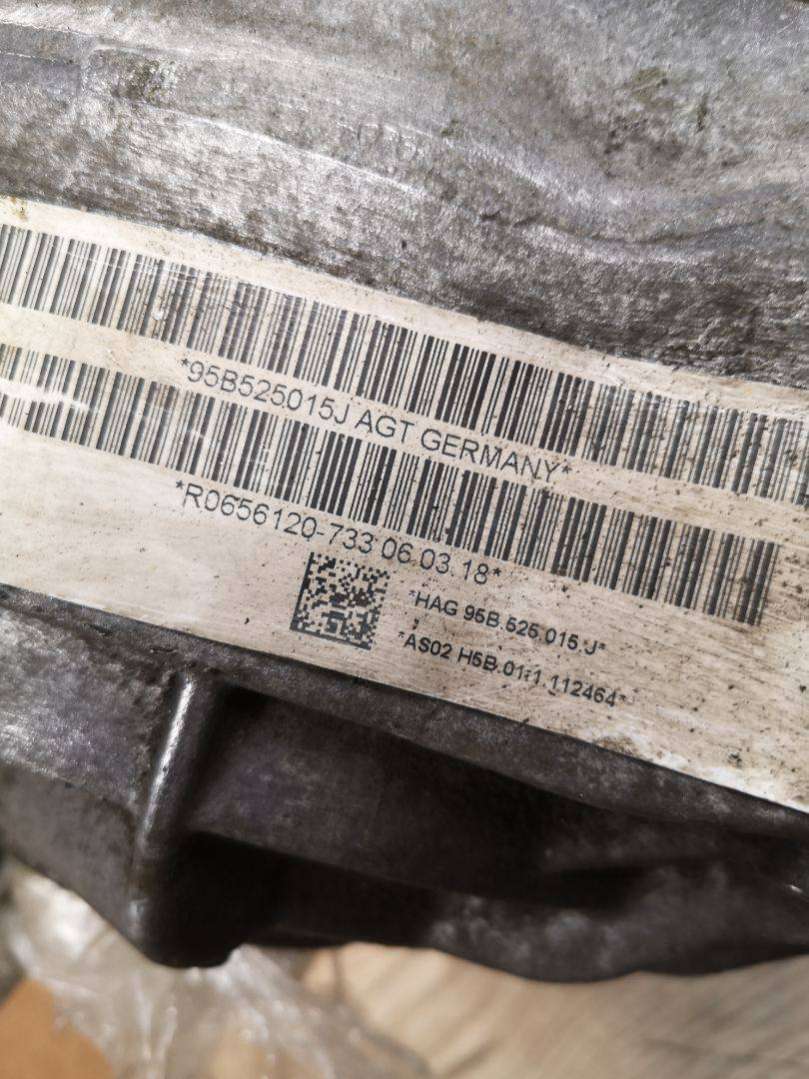 *95B525015J AGT GERMANY*
*R0656120-733 06.03.18*
*HAG 95B.525.015.J*
*AS02 H5B.01:1.112464*